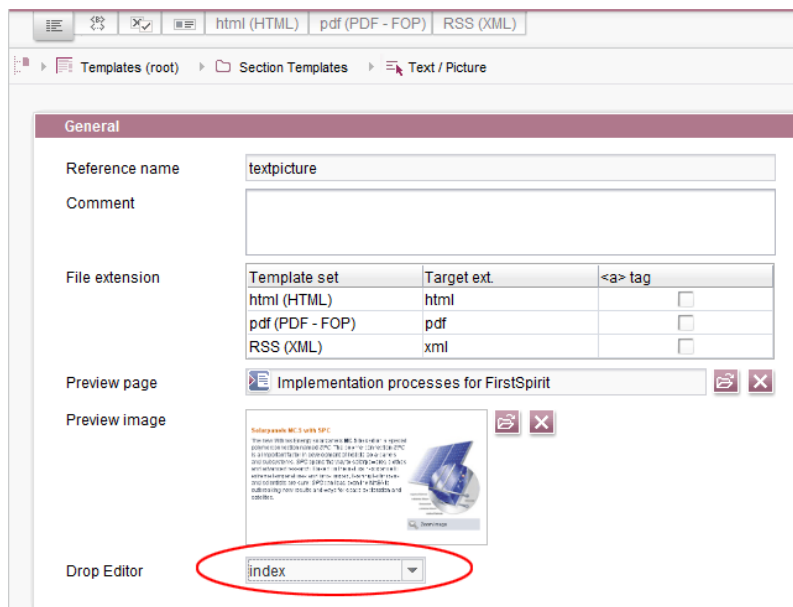 html (HTML) pdf (PDF - FOP) RSS (XML)
Templates (root) Section Templates Text / Picture
General
Reference name textpicture
Comment
File extension Template set Target ext. <a> tag
html (HTML) html
pdf (PDF - FOP) pdf
RSS (XML) xml
Preview page Implementation processes for FirstSpirit
Preview image
Solarpanels MC 5 with SPC
Drop Editor index